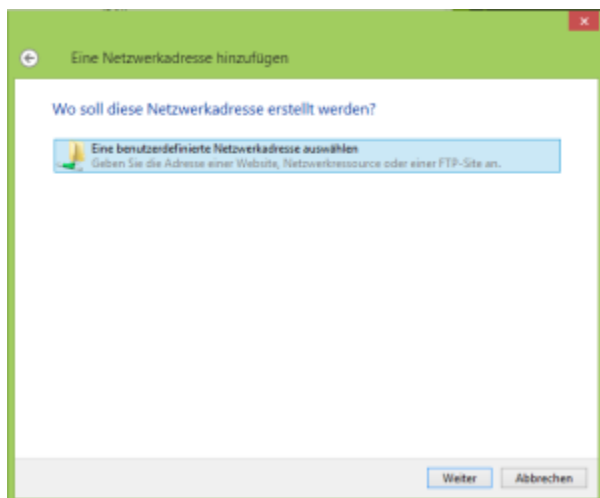 Eine Netzwerkadresse hinzufügen
Wo soll diese Netzwerkadresse erstellt werden?
Eine benutzerdefinierte Netzwerkadresse auswählen
Geben Sie die Adresse einer Website, Netzwerkressource oder einer FTP-Site an.
Weiter Abbrechen